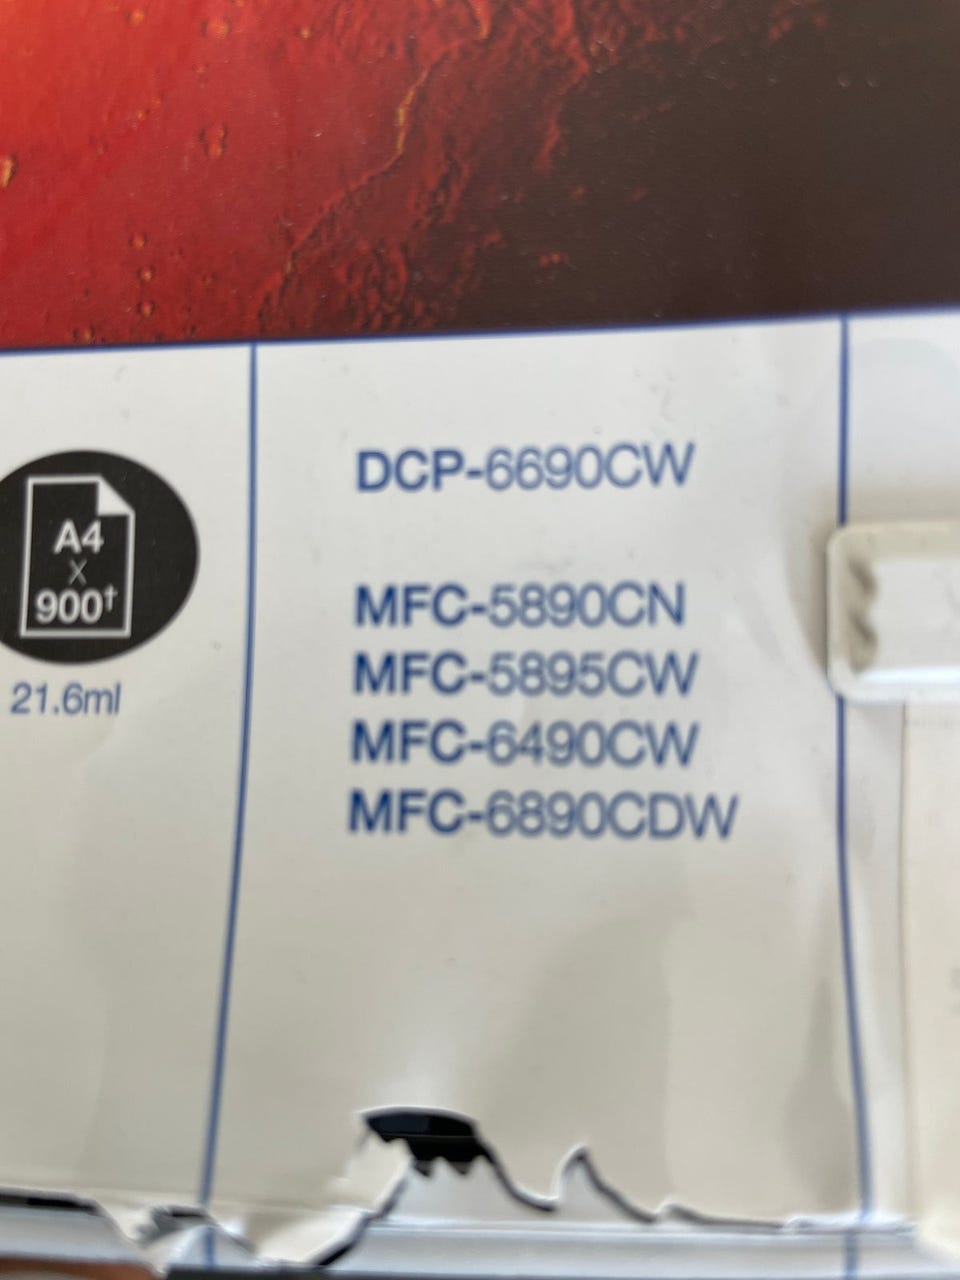 A4
X
900†
21.6ml
DCP-6690CW
MFC-5890CN
MFC-5895CW
MFC-6490CW
MFC-6890CDW